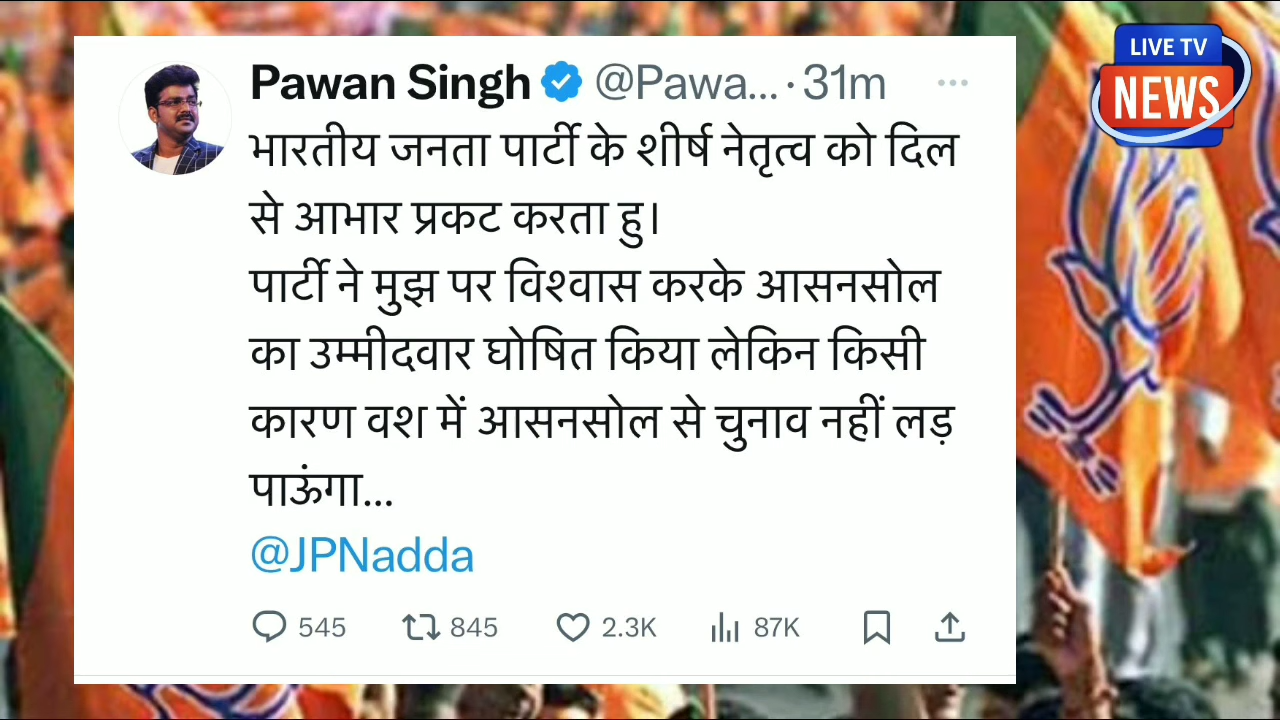 Pawan Singh @Pawa... · 31m
LIVE TV
NEWS
भारतीय जनता पार्टी के शीर्ष नेतृत्व को दिल
से आभार प्रकट करता हु।
पार्टी ने मुझ पर विश्वास करके आसनसोल
का उम्मीदवार घोषित किया लेकिन किसी
कारण वश में आसनसोल से चुनाव नहीं लड़
पाऊंगा...
@JPNadda
545 845 2.3K 87K